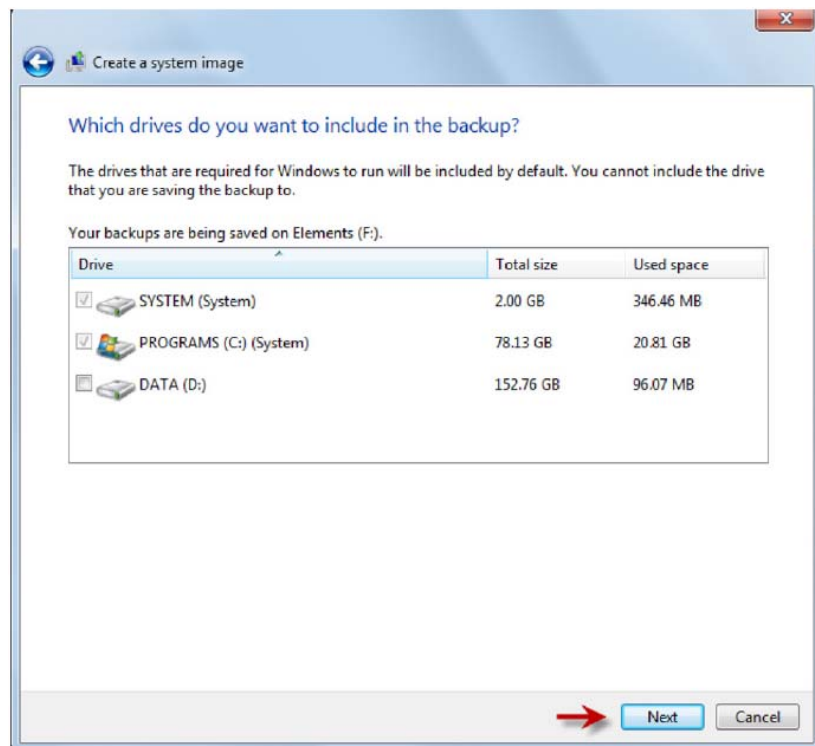 Create a system image
Which drives do you want to include in the backup?
The drives that are required for Windows to run will be included by default. You cannot include the drive
that you are saving the backup to.
Your backups are being saved on Elements (F:).
Drive Total size Used space
SYSTEM (System) 2.00 GB 346.46 MB
PROGRAMS (C:) (System) 78.13 GB 20.81 GB
DATA (D:) 152.76 GB 96.07 MB
Next Cancel